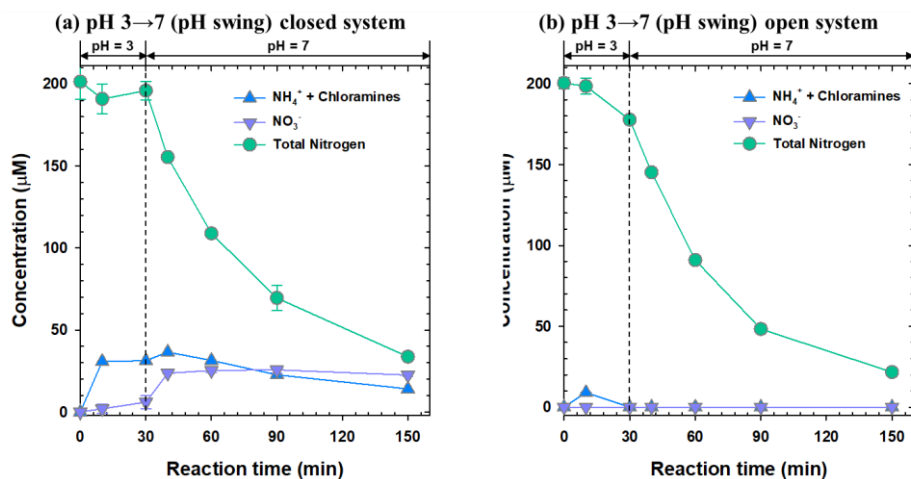 (a) pH 3→7 (pH swing) closed system
pH = 3
pH = 7
200
150
100
50
0
Concentration (μM)
NH₄⁺ + Chloramines
NO₃⁻
Total Nitrogen
0
30
60
90
120
150
Reaction time (min)
(b) pH 3→7 (pH swing) open system
pH = 3
pH = 7
200
150
100
50
0
Concentration (μM)
NH₄⁺ + Chloramines
NO₃⁻
Total Nitrogen
0
30
60
90
120
150
Reaction time (min)